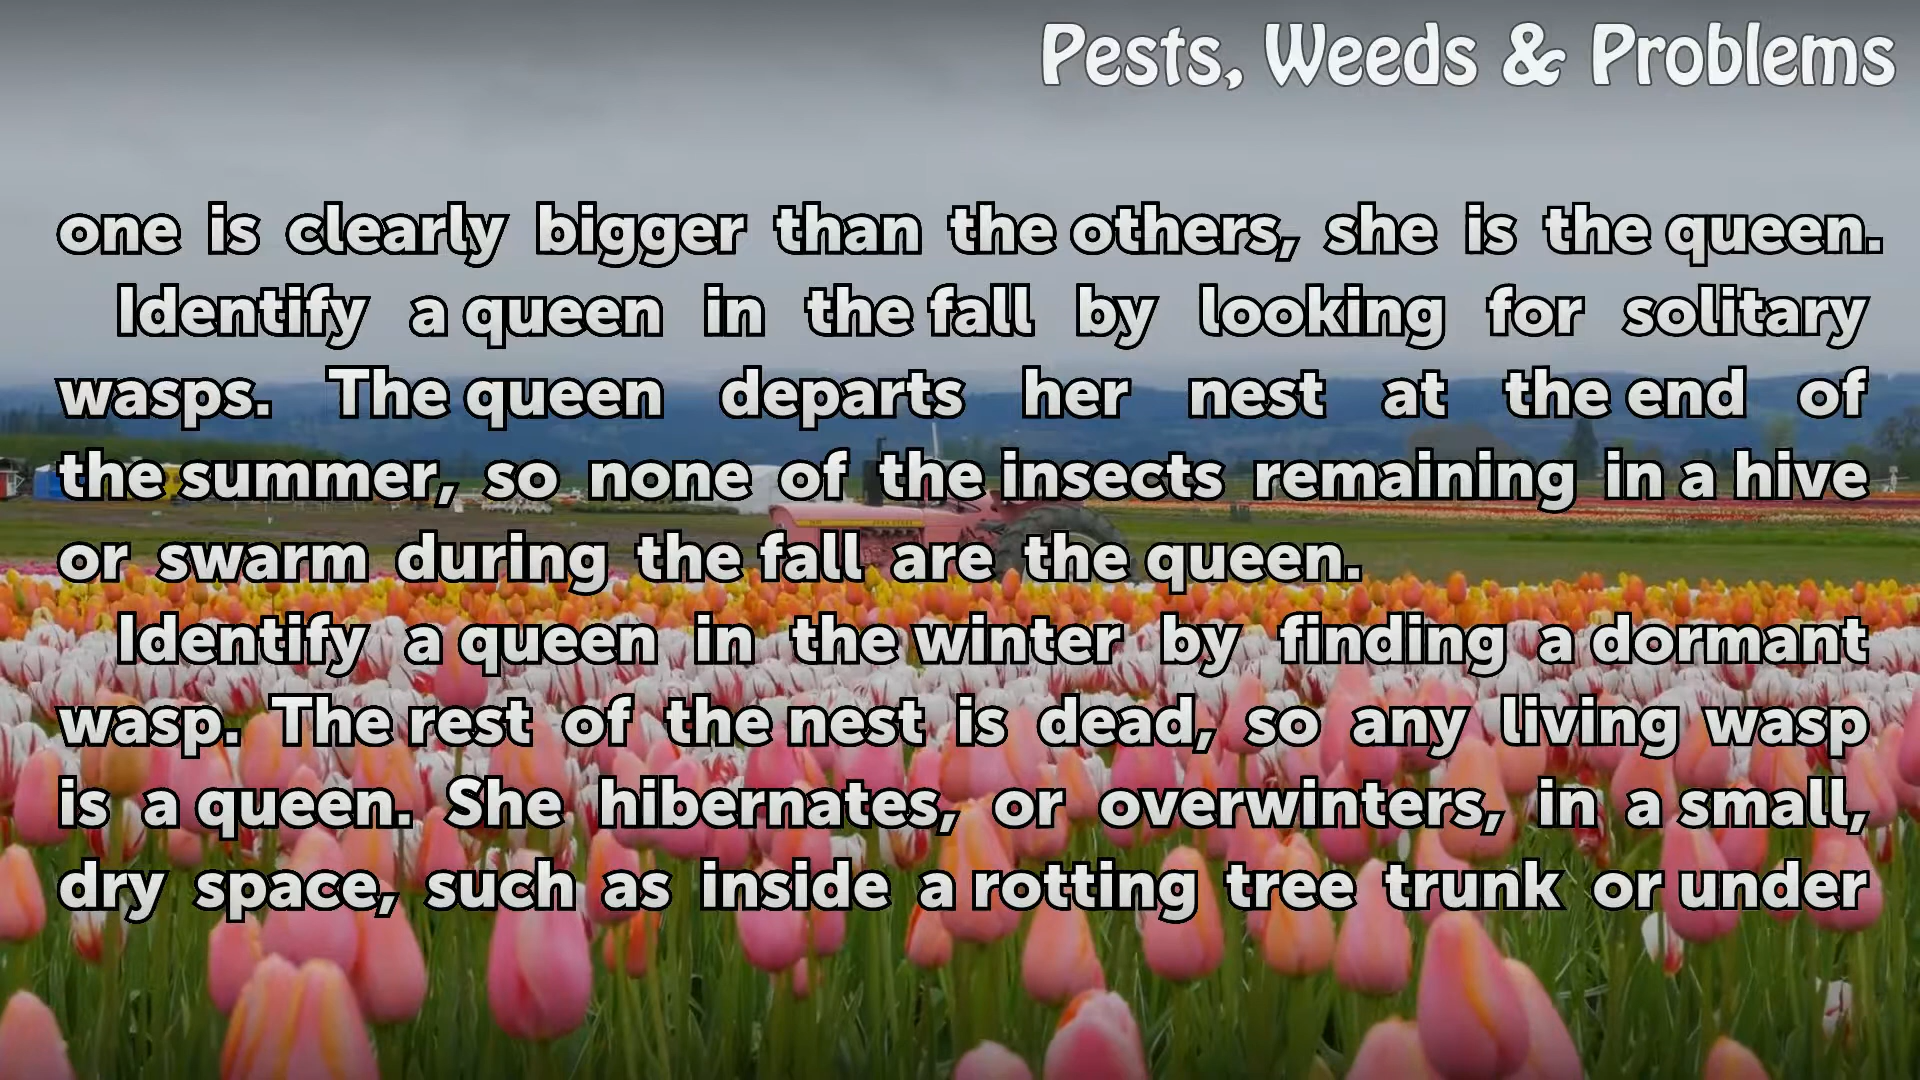 Pests, Weeds & Problems
one is clearly bigger than the others, she is the queen.
Identify a queen in the fall by looking for solitary
wasps. The queen departs her nest at the end of
the summer, so none of the insects remaining in a hive
or swarm during the fall are the queen.
Identify a queen in the winter by finding a dormant
wasp. The rest of the nest is dead, so any living wasp
is a queen. She hibernates, or overwinters, in a small,
dry space, such as inside a rotting tree trunk or under